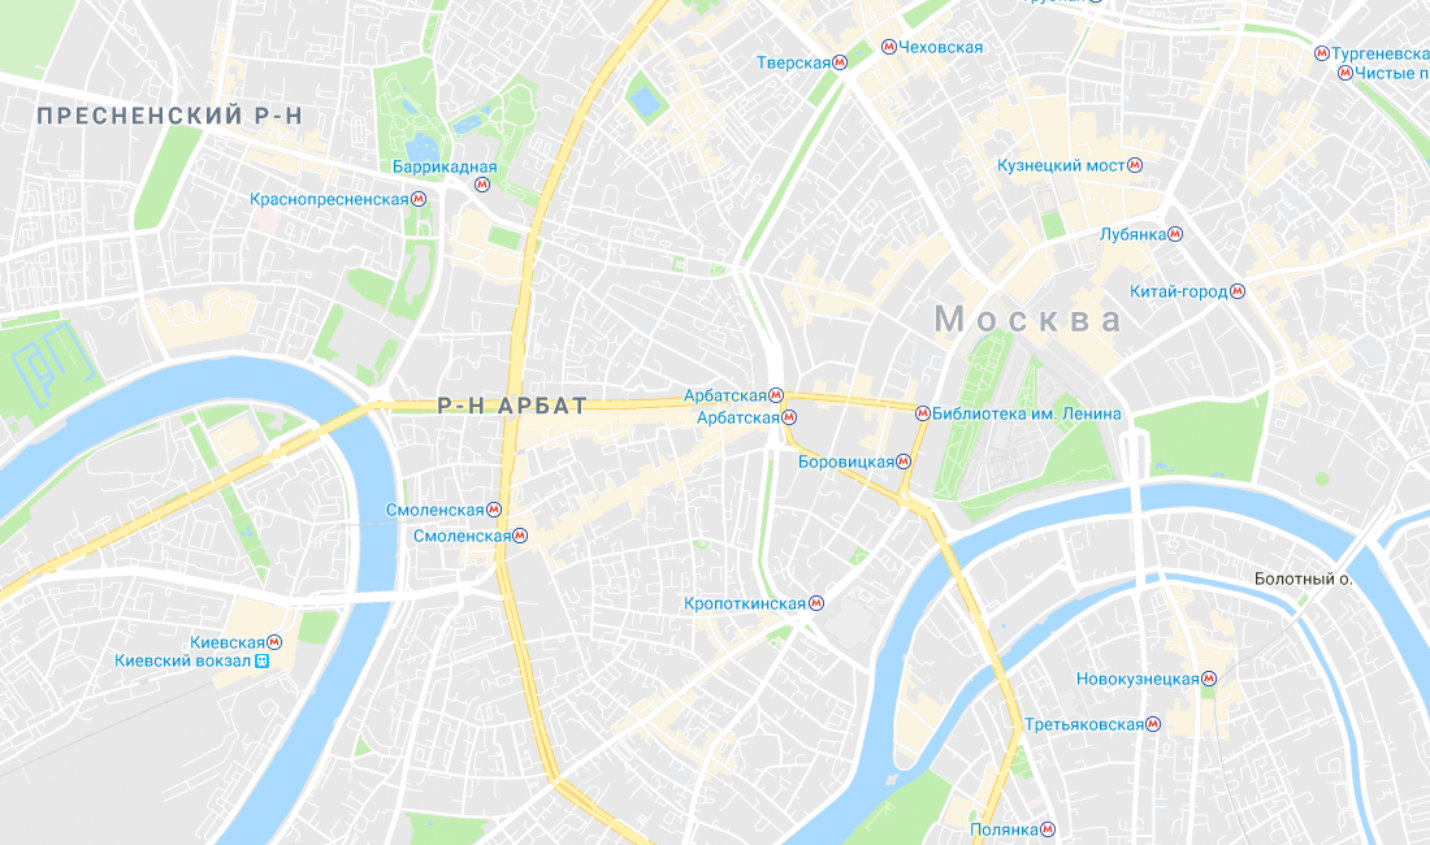 Чеховская
Тверская
Тургеневска
Чистые п
ПРЕСНЕНСКИЙ Р-Н
Баррикадная
Кузнецкий мост
Краснопресненская
Лубянка
Китай-город
Москва
Арбатская
Р-Н АРБАТ
Библиотека им. Ленина
Арбатская
Боровицкая
Смоленская
Смоленская
Болотный о.
Кропоткинская
Киевская
Киевский вокзал
Новокузнецкая
Третьяковская
Полянка